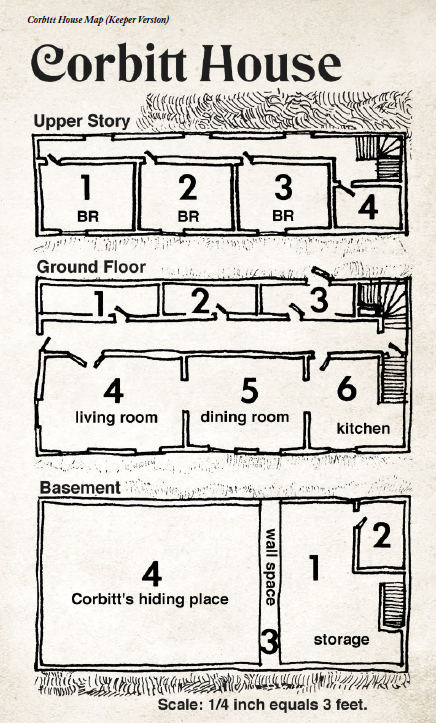 Corbitt House Map (Keeper Version)
Corbitt House
Upper Story
1
BR
2
BR
3
BR
4
Ground Floor
1
2
3
4
living room
5
dining room
6
kitchen
Basement
4
Corbitt's hiding place
wall space
3
1
storage
2
Scale: 1/4 inch equals 3 feet.